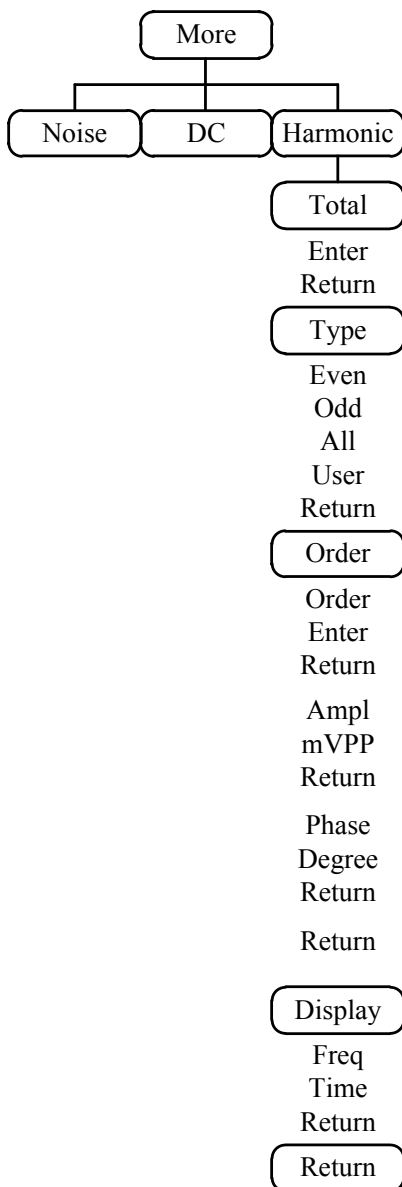 More
Noise DC Harmonic
Total
Enter
Return
Type
Even
Odd
All
User
Return
Order
Order
Enter
Return
Ampl
mVPP
Return
Phase
Degree
Return
Return
Display
Freq
Time
Return
Return